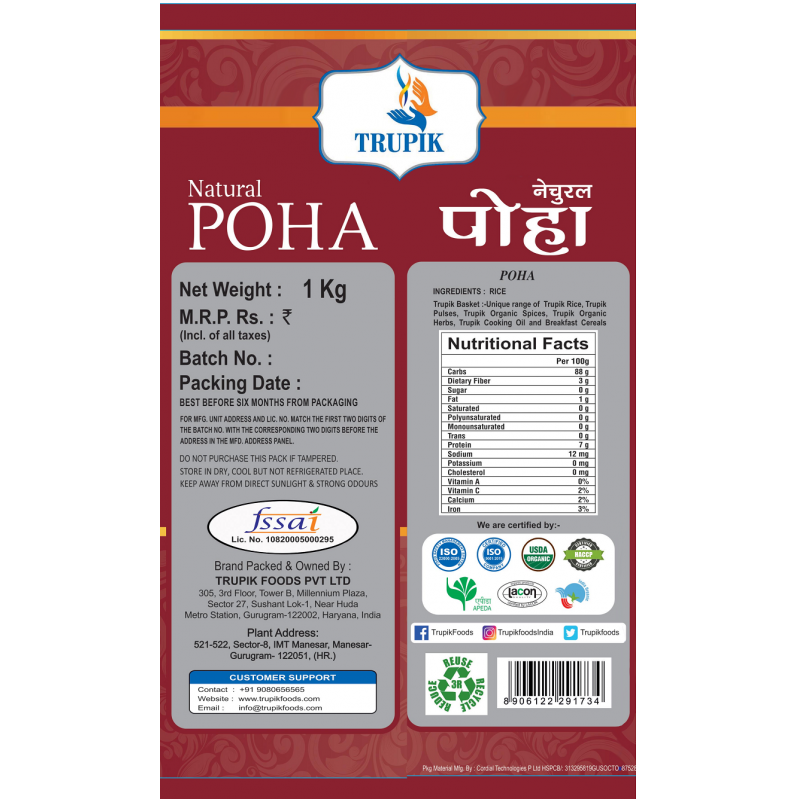 TRUPIK
Natural
POHA
नेचुरल
पोहा
Net Weight : 1 Kg
M.R.P. Rs. : ₹
(Incl. of all taxes)
Batch No. :
Packing Date :
BEST BEFORE SIX MONTHS FROM PACKAGING
FOR MFG. UNIT ADDRESS AND LIC. NO. MATCH THE FIRST TWO DIGITS OF
THE BATCH NO. WITH THE CORRESPONDING TWO DIGITS BEFORE THE
ADDRESS IN THE MFD. ADDRESS PANEL.
DO NOT PURCHASE THIS PACK IF TAMPERED.
STORE IN DRY, COOL BUT NOT REFRIGERATED PLACE.
KEEP AWAY FROM DIRECT SUNLIGHT & STRONG ODOURS
fssai
Lic. No. 10820005000295
Brand Packed & Owned By :
TRUPIK FOODS PVT LTD
305, 3rd Floor, Tower B, Millennium Plaza,
Sector 27, Sushant Lok-1, Near Huda
Metro Station, Gurugram-122002, Haryana, India
Plant Address:
521-522, Sector-8, IMT Manesar, Manesar-
Gurugram- 122051, (HR.)
CUSTOMER SUPPORT
Contact : +91 9080656565
Website : www.trupikfoods.com
Email : info@trupikfoods.com
POHA
INGREDIENTS : RICE
Trupik Basket :-Unique range of Trupik Rice, Trupik
Pulses, Trupik Organic Spices, Trupik Organic
Herbs, Trupik Cooking Oil and Breakfast Cereals
Nutritional Facts
Per 100g
Carbs 88 g
Dietary Fiber 3 g
Sugar 0 g
Fat 1 g
Saturated 0 g
Polyunsaturated 0 g
Monounsaturated 0 g
Trans 0 g
Protein 7 g
Sodium 12 mg
Potassium 0 mg
Cholesterol 0 mg
Vitamin A 0%
Vitamin C 2%
Calcium 2%
Iron 3%
We are certified by:-
ISO
ISO
USDA
ORGANIC
HACCP
एपीडा
APEDA
lacon
TrupikFoods
TrupikfoodsIndia
Trupikfoods
REUSE
REDUCE
3R
RECYCLE
8906122291734
Pkg Material Mfg. By : Cordial Technologies P Ltd HSPCB/